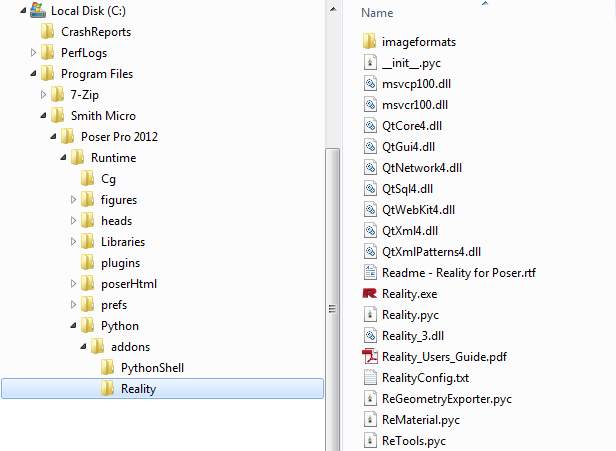 Local Disk (C:)
CrashReports
PerfLogs
Program Files
7-Zip
Smith Micro
Poser Pro 2012
Runtime
Cg
figures
heads
Libraries
plugins
poserHtml
prefs
Python
addons
PythonShell
Reality
Name
imageformats
__init__.pyc
msvcp100.dll
msvcr100.dll
QtCore4.dll
QtGui4.dll
QtNetwork4.dll
QtSql4.dll
QtWebKit4.dll
QtXml4.dll
QtXmlPatterns4.dll
Readme - Reality for Poser.rtf
Reality.exe
Reality.pyc
Reality_3.dll
Reality_Users_Guide.pdf
RealityConfig.txt
ReGeometryExporter.pyc
ReMaterial.pyc
ReTools.pyc